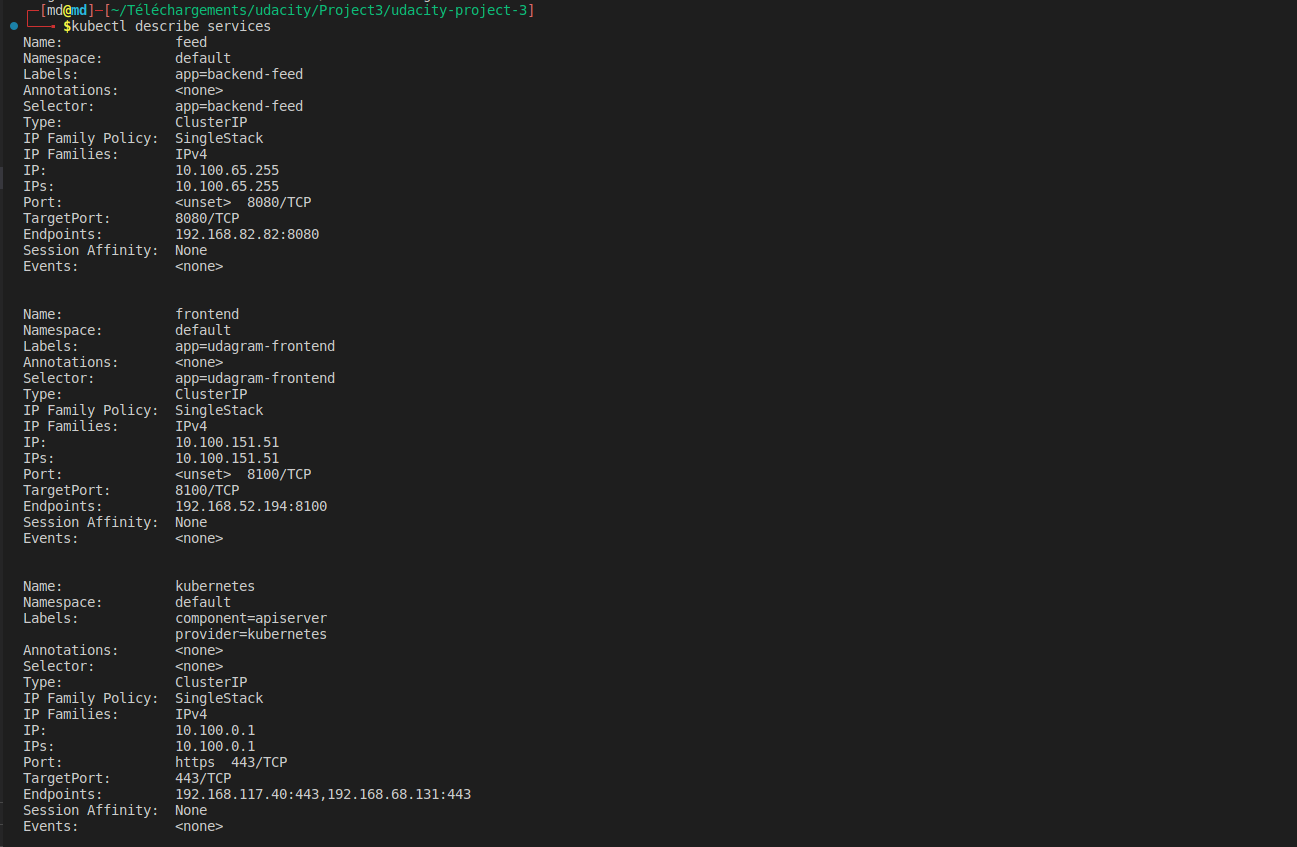 [md@md]-[~/Téléchargements/udacity/Project3/udacity-project-3]
$kubectl describe services
Name:              feed
Namespace:         default
Labels:            app=backend-feed
Annotations:       <none>
Selector:          app=backend-feed
Type:              ClusterIP
IP Family Policy:  SingleStack
IP Families:       IPv4
IP:                10.100.65.255
IPs:               10.100.65.255
Port:              <unset>  8080/TCP
TargetPort:        8080/TCP
Endpoints:         192.168.82.82:8080
Session Affinity:  None
Events:            <none>

Name:              frontend
Namespace:         default
Labels:            app=udagram-frontend
Annotations:       <none>
Selector:          app=udagram-frontend
Type:              ClusterIP
IP Family Policy:  SingleStack
IP Families:       IPv4
IP:                10.100.151.51
IPs:               10.100.151.51
Port:              <unset>  8100/TCP
TargetPort:        8100/TCP
Endpoints:         192.168.52.194:8100
Session Affinity:  None
Events:            <none>

Name:              kubernetes
Namespace:         default
Labels:            component=apiserver
                   provider=kubernetes
Annotations:       <none>
Selector:          <none>
Type:              ClusterIP
IP Family Policy:  SingleStack
IP Families:       IPv4
IP:                10.100.0.1
IPs:               10.100.0.1
Port:              https  443/TCP
TargetPort:        443/TCP
Endpoints:         192.168.117.40:443,192.168.68.131:443
Session Affinity:  None
Events:            <none>